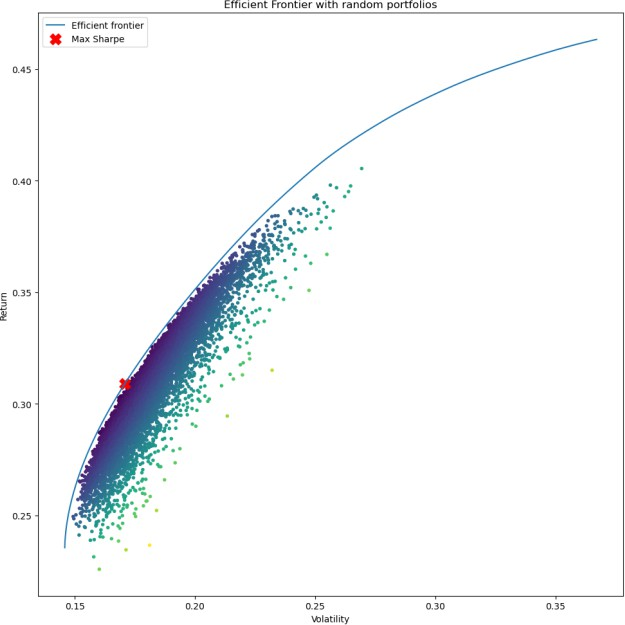 Efficient Frontier with random portfolios
Efficient frontier
Max Sharpe
0.45
0.40
0.35
0.30
0.25
Return
0.15
0.20
0.25
0.30
0.35
Volatility